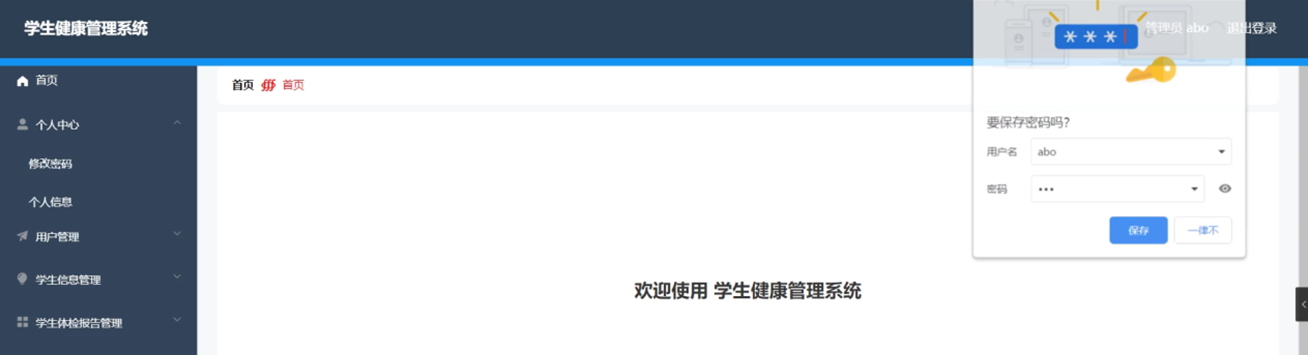 学生健康管理系统
管理员 abo 退出登录
***
首页
个人中心
修改密码
个人信息
用户管理
学生信息管理
学生体检报告管理
首页 首页
欢迎使用 学生健康管理系统
要保存密码吗?
用户名 abo
密码 •••
保存 一律不